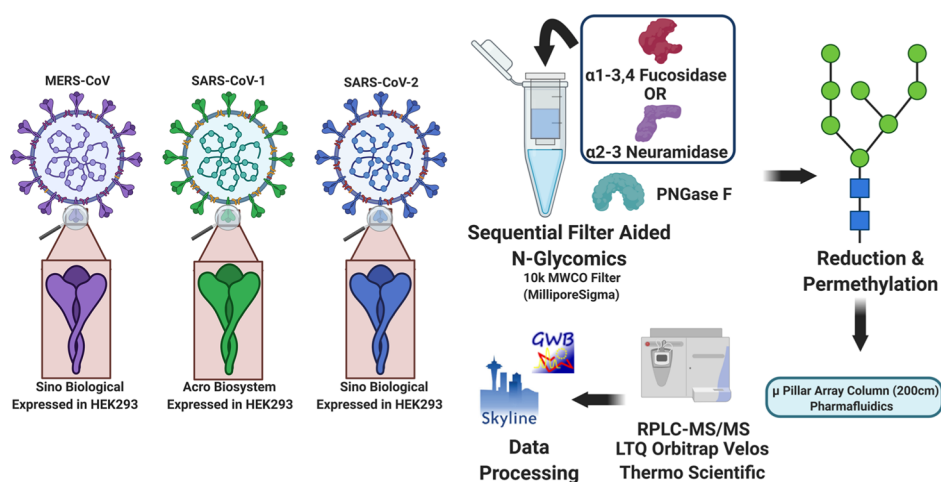 MERS-CoV
SARS-CoV-1
SARS-CoV-2
Sino Biological
Expressed in HEK293
Acro Biosystem
Expressed in HEK293
Sino Biological
Expressed in HEK293
α1-3,4 Fucosidase
OR
α2-3 Neuramidase
PNGase F
Sequential Filter Aided
N-Glycomics
10k MWCO Filter
(MilliporeSigma)
Reduction &
Permethylation
µ Pillar Array Column (200cm)
Pharmafluidics
RPLC-MS/MS
LTQ Orbitrap Velos
Thermo Scientific
GWB
Skyline
Data
Processing